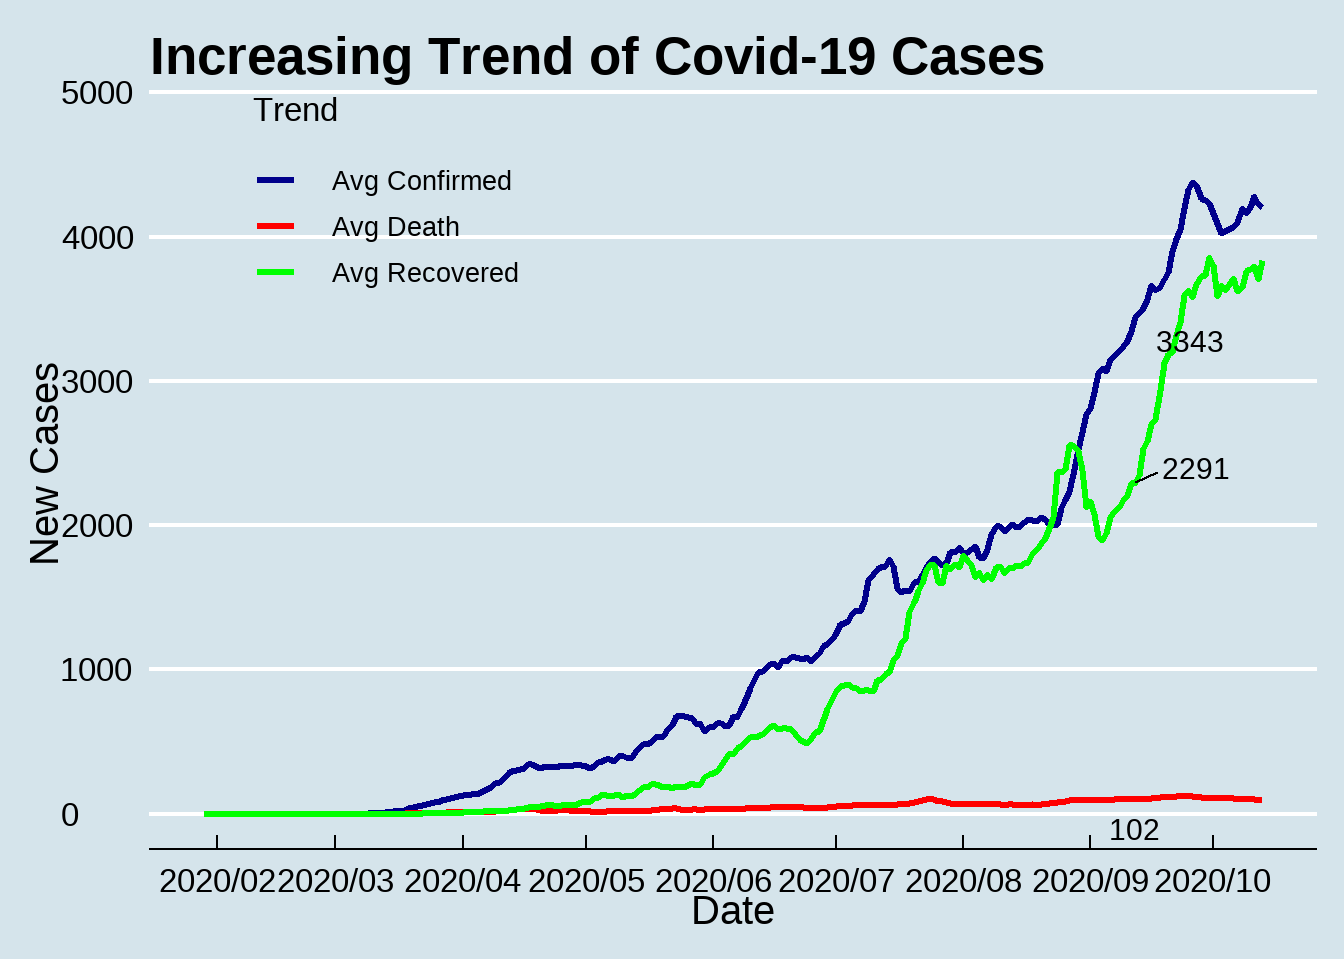 Increasing Trend of Covid-19 Cases
5000
Trend
Avg Confirmed
4000
Avg Death
Avg Recovered
3343
3000
New Cases
2291
2000
1000
0
102
2020/02
2020/03
2020/04
2020/05
2020/06
2020/07
2020/08
2020/09
2020/10
Date